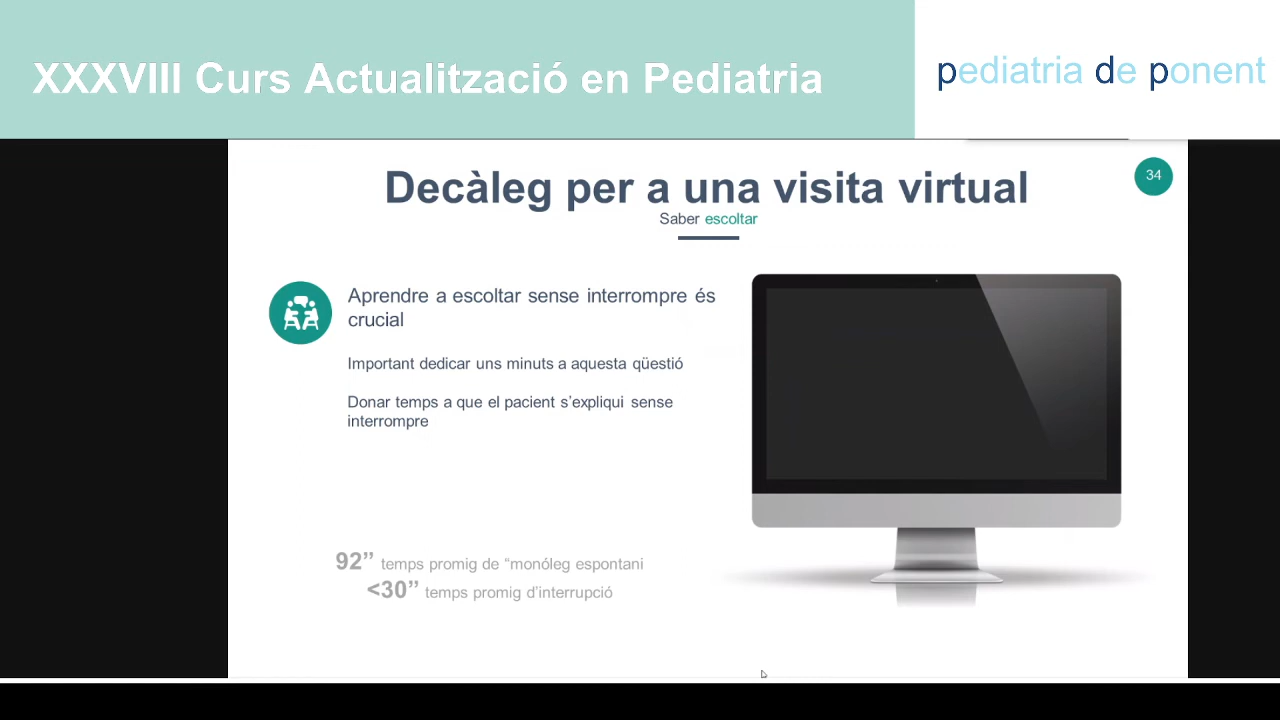 XXXVIII Curs Actualització en Pediatria
pediatria de ponent
Decàleg per a una visita virtual
34
Saber escoltar
Aprendre a escoltar sense interrompre és
crucial
Important dedicar uns minuts a aquesta qüestió
Donar temps a que el pacient s’expliqui sense
interrompre
92” temps promig de “monóleg espontani
<30” temps promig d’interrupció